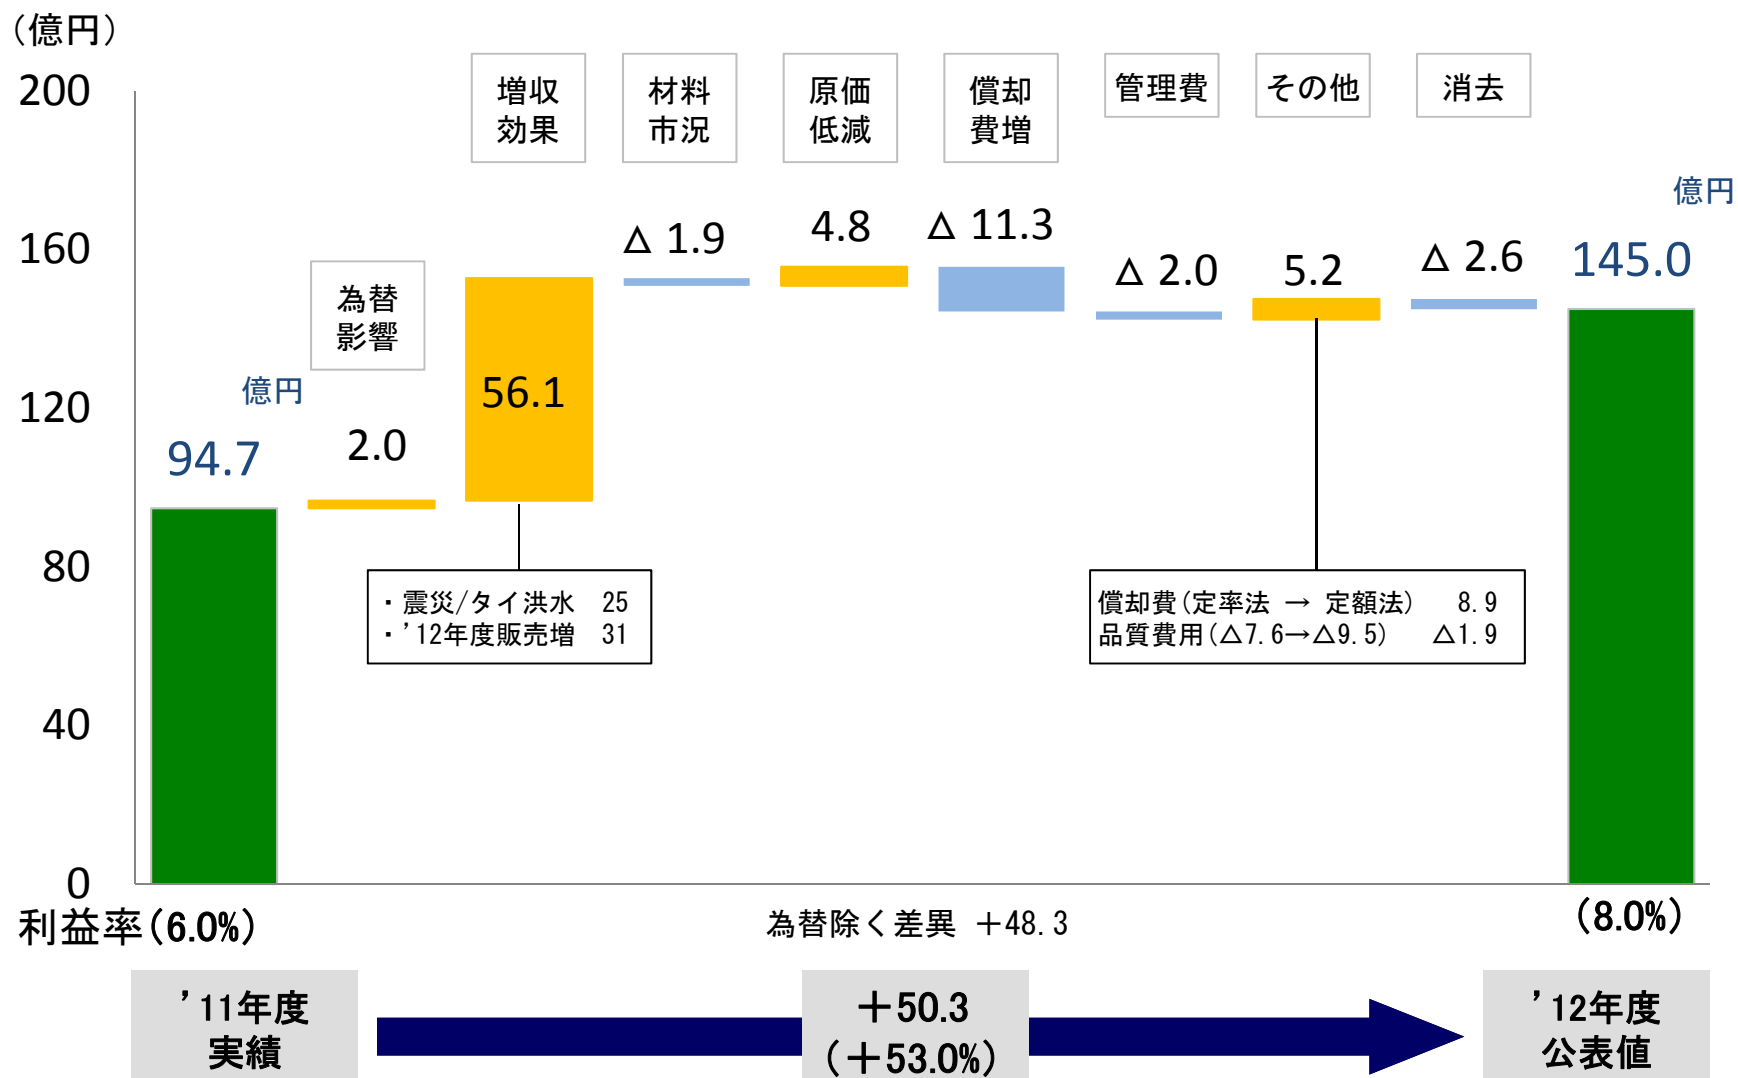 （億円）
200
160
120
80
40
0
増収
効果
材料
市況
原価
低減
償却
費増
管理費
その他
消去
為替
影響
億円
94.7
2.0
56.1
△ 1.9
4.8
△ 11.3
△ 2.0
5.2
△ 2.6
億円
145.0
・震災/タイ洪水 25
・’12年度販売増 31
償却費(定率法 → 定額法) 8.9
品質費用(△7.6→△9.5) △1.9
利益率(6.0%)
為替除く差異 ＋48.3
(8.0%)
’11年度
実績
＋50.3
(＋53.0%)
’12年度
公表値